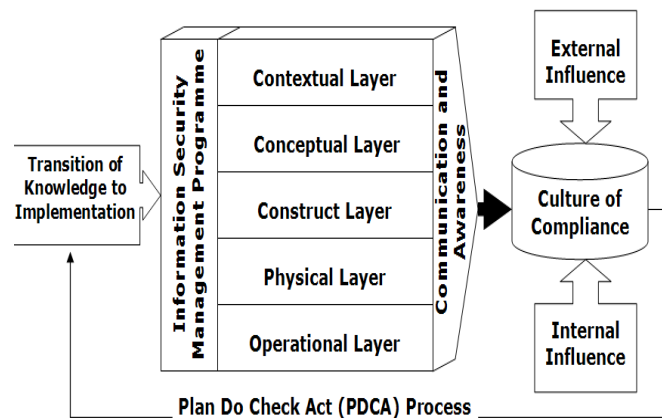 Transition of
Knowledge to
Implementation
Information Security
Management Programme
Contextual Layer
Conceptual Layer
Construct Layer
Physical Layer
Operational Layer
Communication and
Awareness
External
Influence
Culture of
Compliance
Internal
Influence
Plan Do Check Act (PDCA) Process